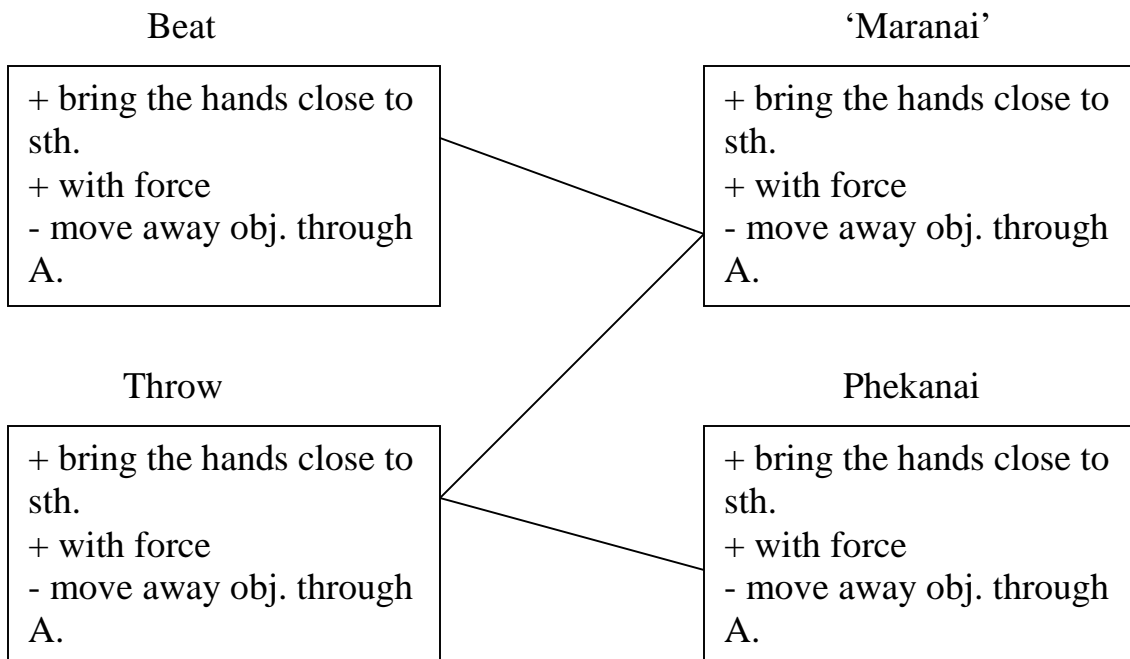 Beat
‘Maranai’
+ bring the hands close to
sth.
+ with force
- move away obj. through
A.
+ bring the hands close to
sth.
+ with force
- move away obj. through
A.
Throw
Phekanai
+ bring the hands close to
sth.
+ with force
- move away obj. through
A.
+ bring the hands close to
sth.
+ with force
- move away obj. through
A.